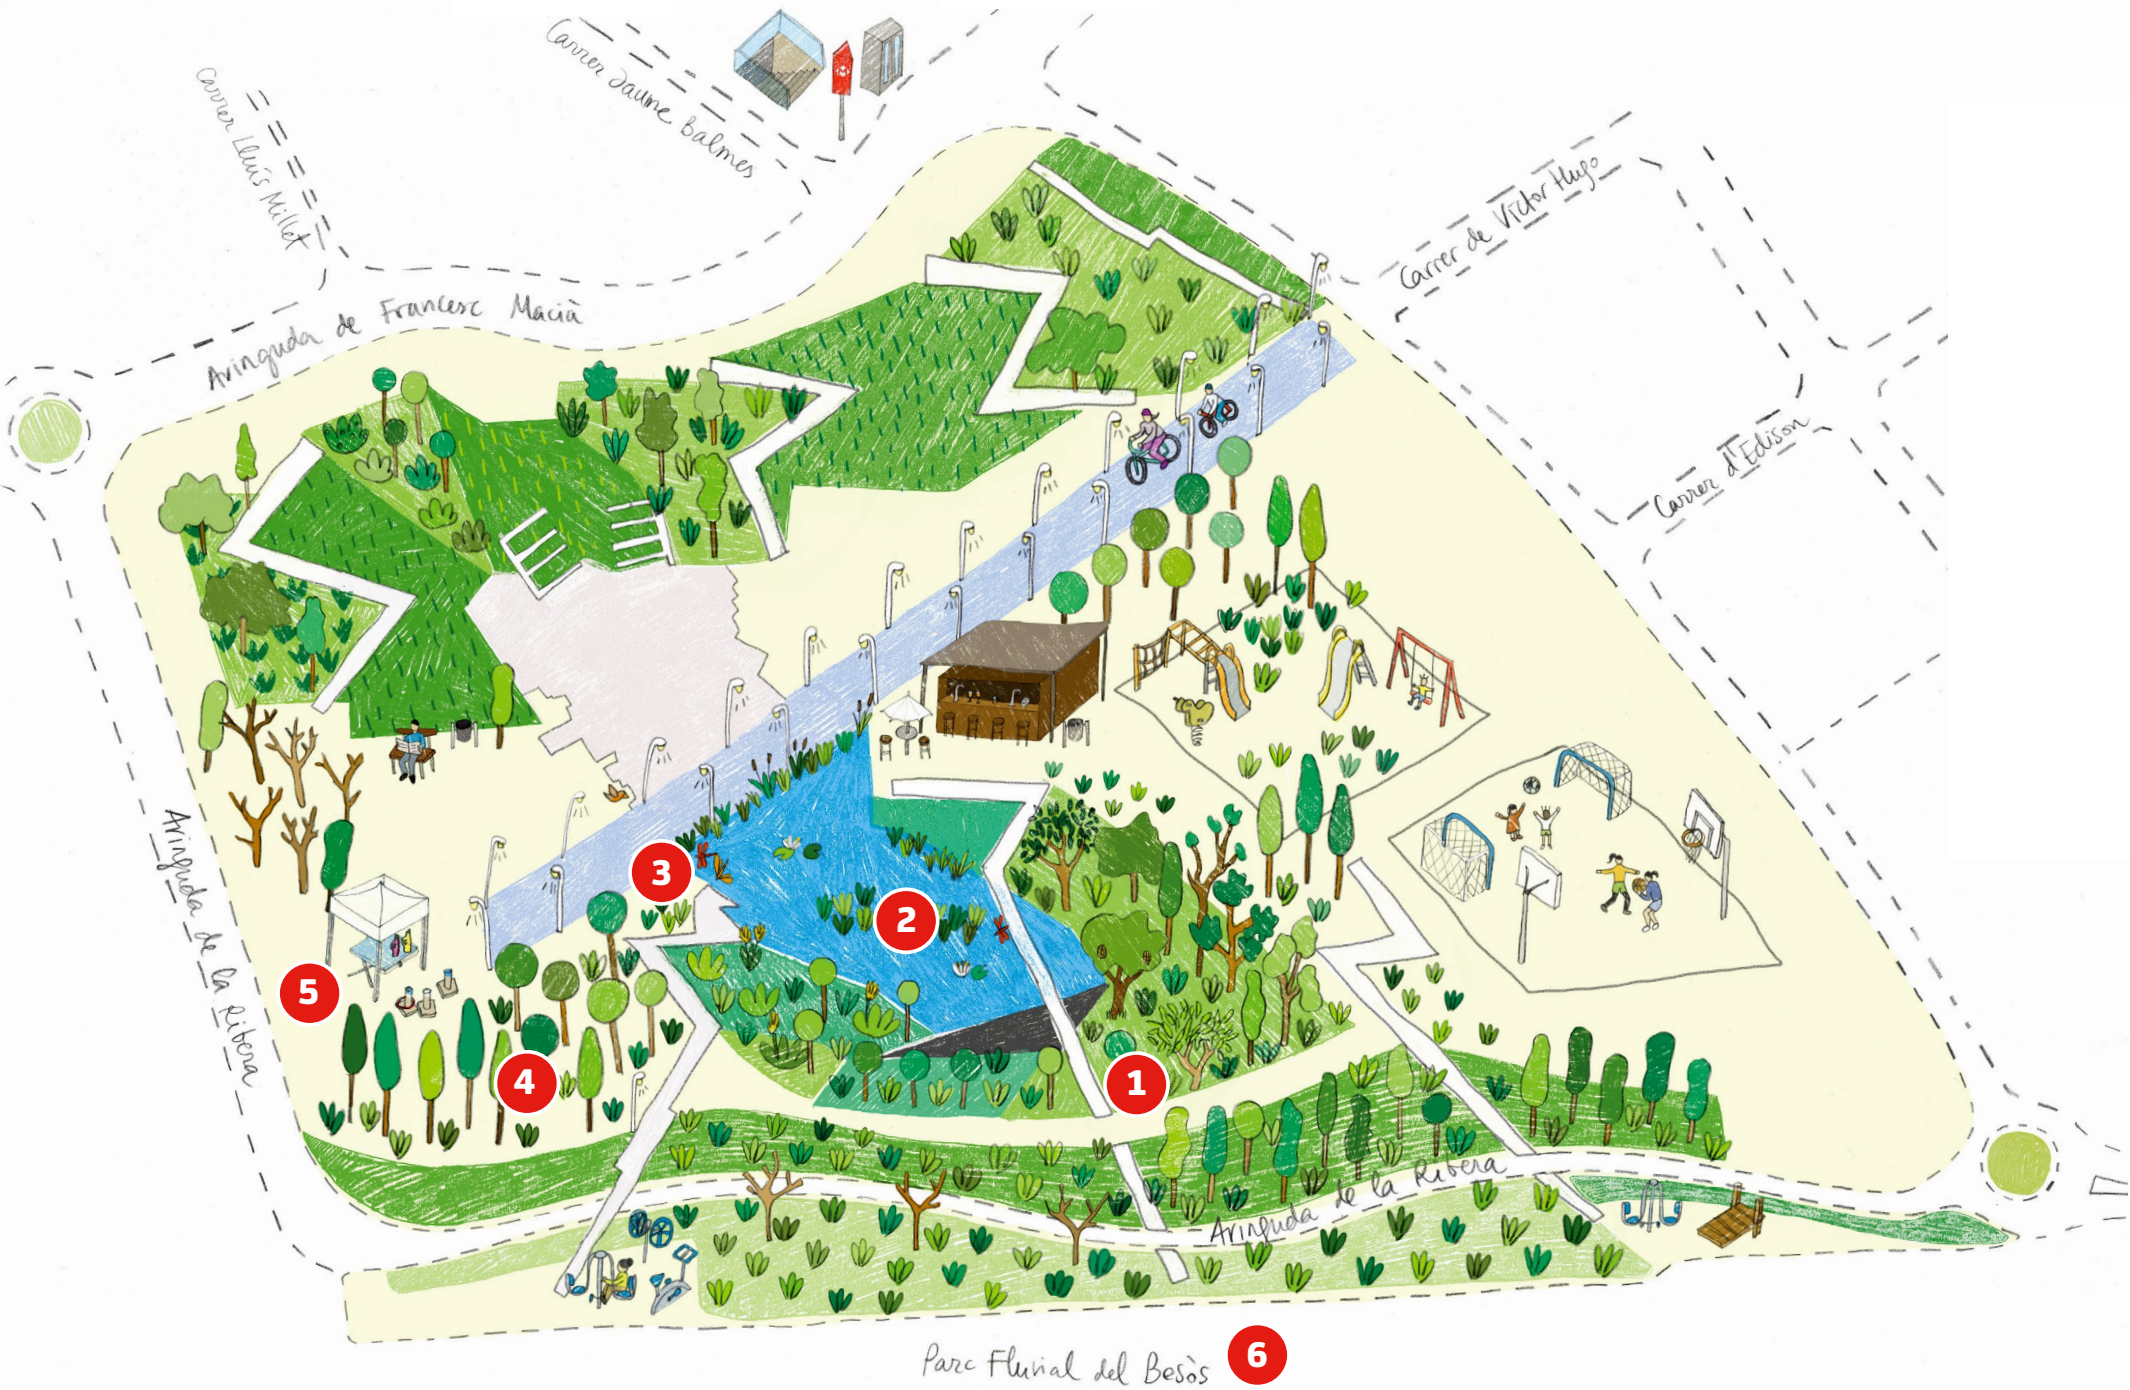 Carrer Jaume Balmes
Carrer Lluís Millet
Carrer de Victor Hugo
Avinguda de Francesc Macià
Carrer d'Edison
Avinguda de la Ribera
3
2
5
4
1
Avinguda de la Ribera
Parc Fluvial del Besòs
6